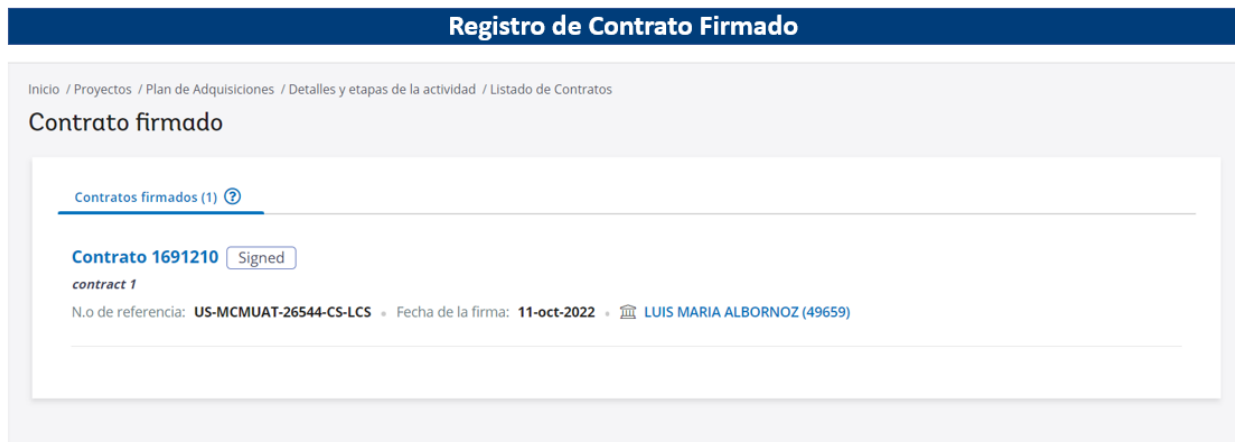 Registro de Contrato Firmado
Inicio / Proyectos / Plan de Adquisiciones / Detalles y etapas de la actividad / Listado de Contratos
Contrato firmado
Contratos firmados (1) ?
Contrato 1691210 Signed
contract 1
N.o de referencia: US-MCMUAT-26544-CS-LCS • Fecha de la firma: 11-oct-2022 • LUIS MARIA ALBORNOZ (49659)